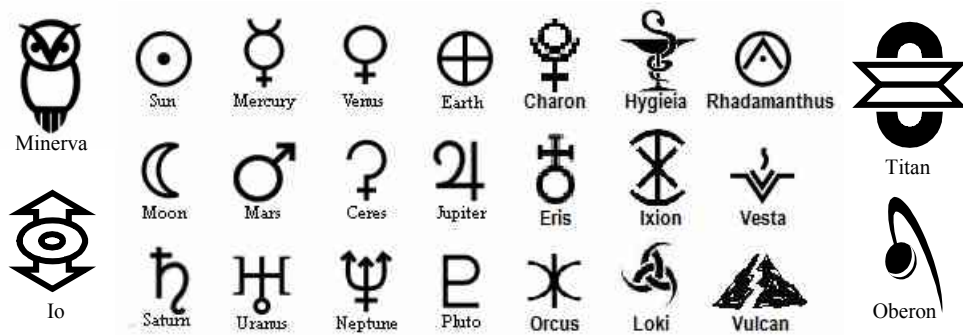 Sun Mercury Venus Earth Charon Hygieia Rhadamanthus
Minerva Titan
Moon Mars Ceres Jupiter Eris Ixion Vesta
Io Saturn Uranus Neptune Pluto Orcus Loki Vulcan Oberon